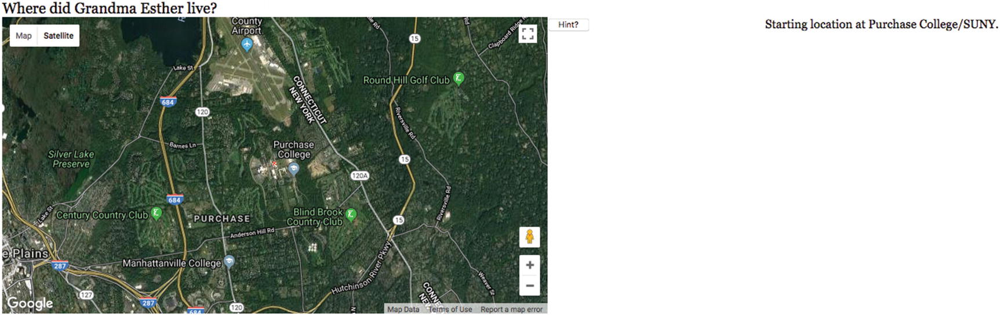 Where did Grandma Esther live?
Map Satellite
Hint?
Starting location at Purchase College/SUNY.
County
Airport
Clapboard Ridge
Rd
Lake St
15
Round Hill Golf Club
CONNECTICUT
NEW YORK
684
120
Riversville Rd
Barnes Ln
Purchase
College
Silver Lake
Preserve
15
120A
684
Riversville Rd
Lake St
Century Country Club
PURCHASE
Blind Brook
Country Club
15
Anderson Hill Rd
e Plains
287
Manhattanville College
Hutchinson River Pkwy
Weaver St
127
287
684
120
CONNEC
NEW
Google
Map Data Terms of Use Report a map error